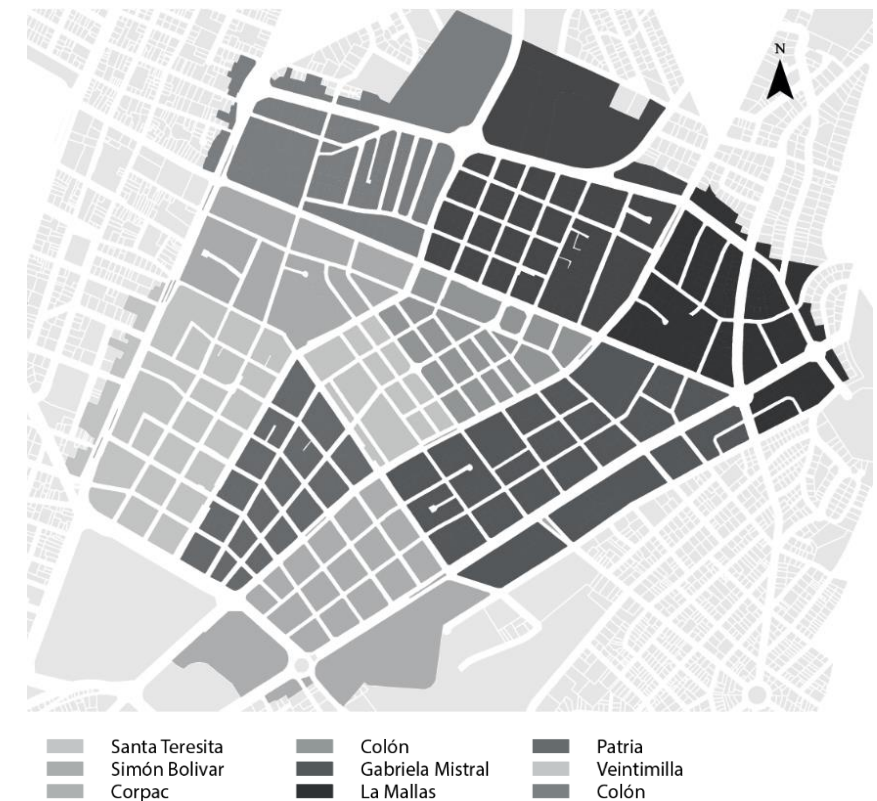 N
Santa Teresita
Simón Bolivar
Corpac
Colón
Gabriela Mistral
La Mallas
Patria
Veintimilla
Colón